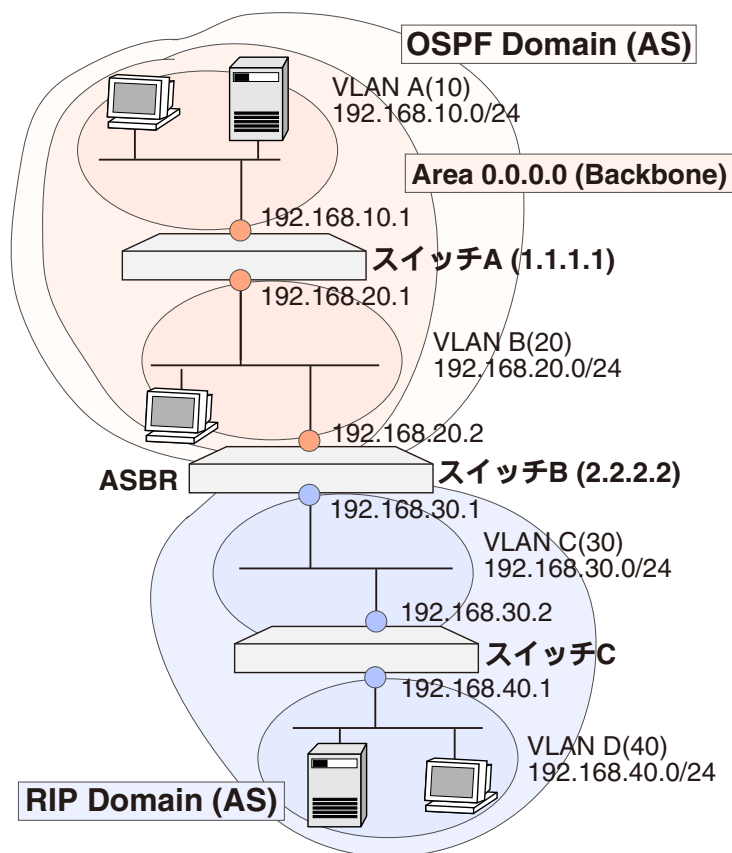 OSPF Domain (AS)
VLAN A(10)
192.168.10.0/24
Area 0.0.0.0 (Backbone)
192.168.10.1
スイッチA (1.1.1.1)
192.168.20.1
VLAN B(20)
192.168.20.0/24
192.168.20.2
ASBR
スイッチB (2.2.2.2)
192.168.30.1
VLAN C(30)
192.168.30.0/24
192.168.30.2
スイッチC
192.168.40.1
VLAN D(40)
192.168.40.0/24
RIP Domain (AS)